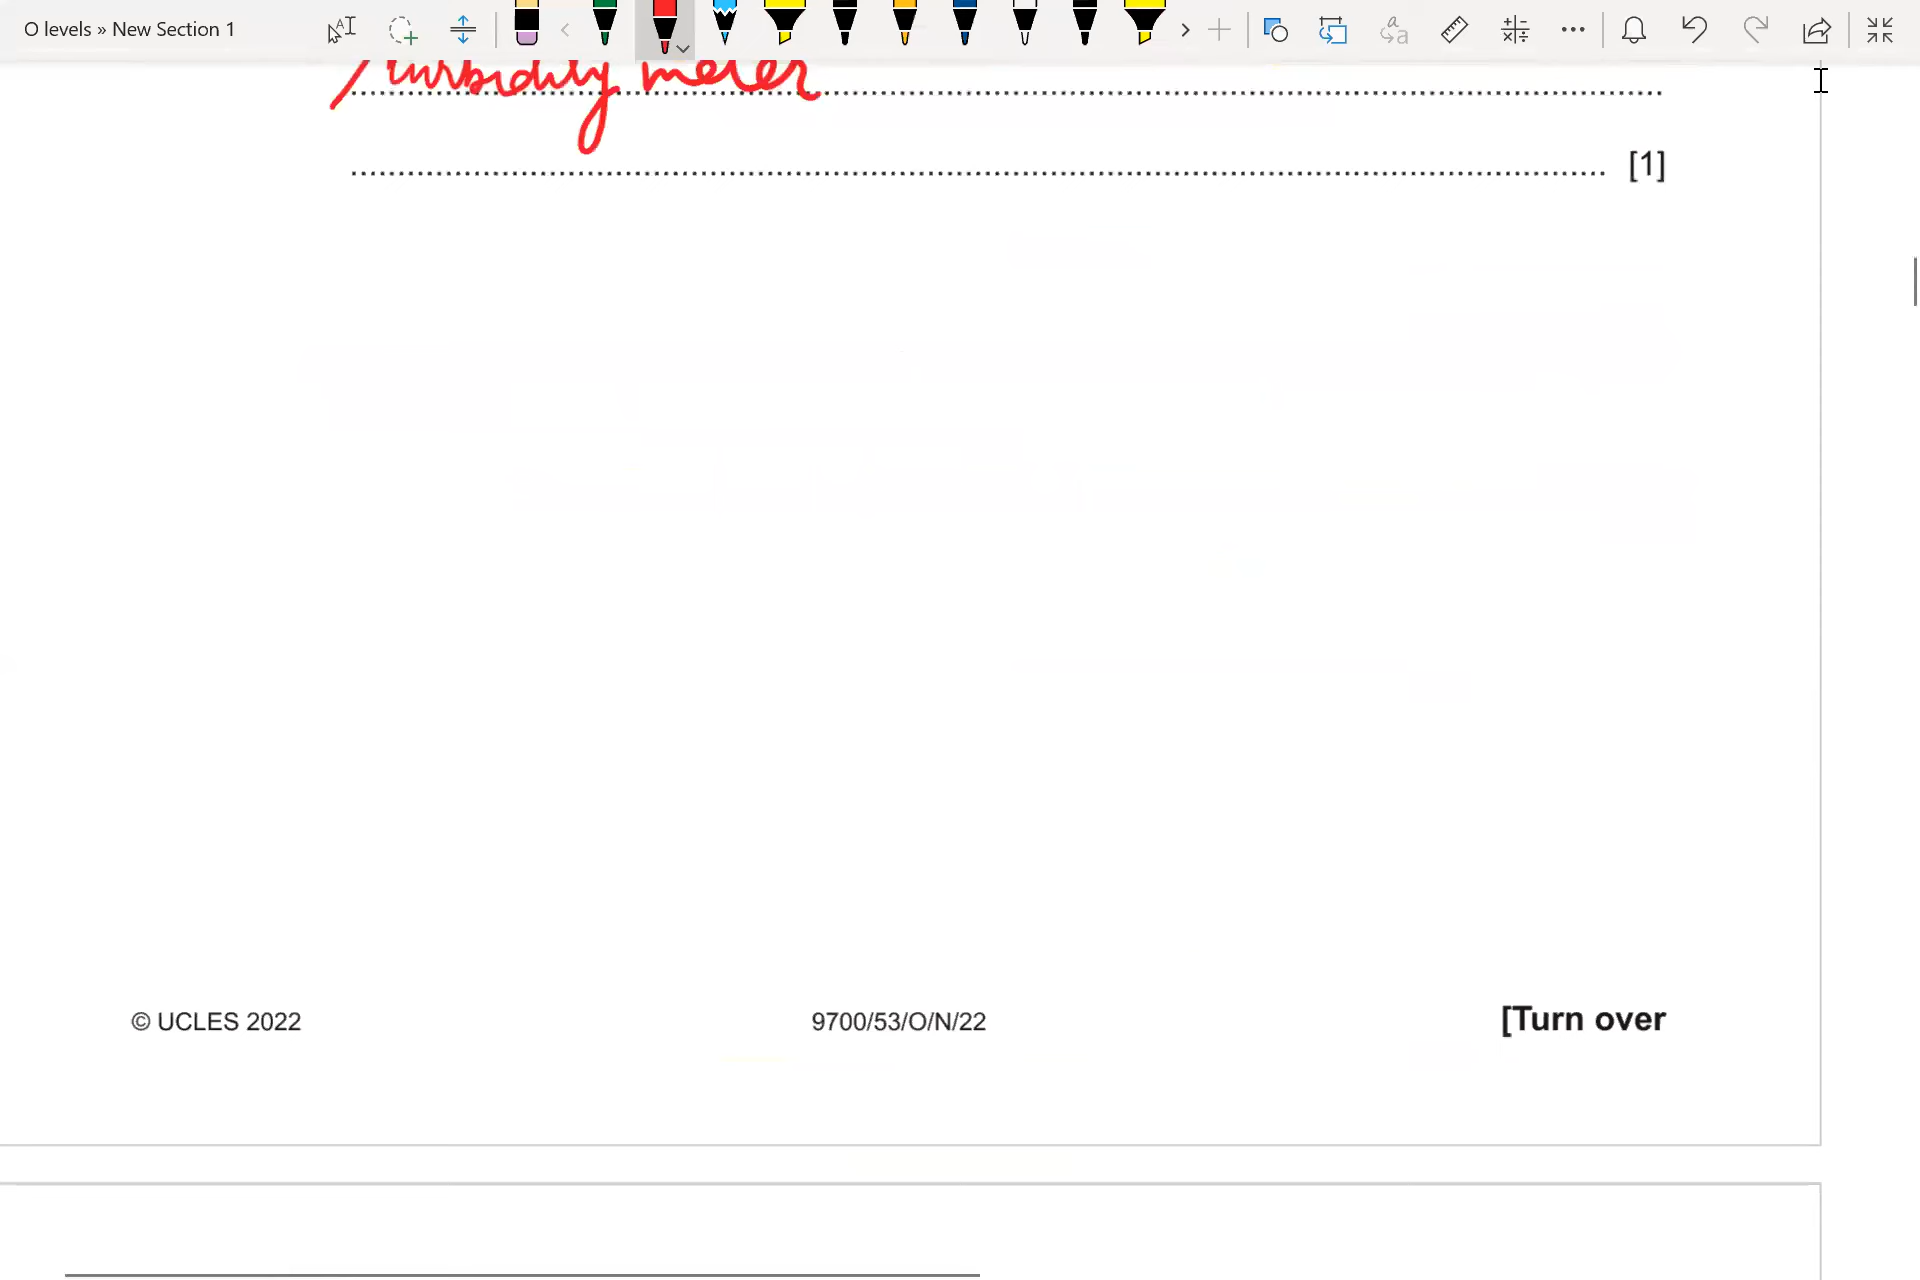 O levels » New Section 1
/ turbidity meter
[1]
© UCLES 2022
9700/53/O/N/22
[Turn over